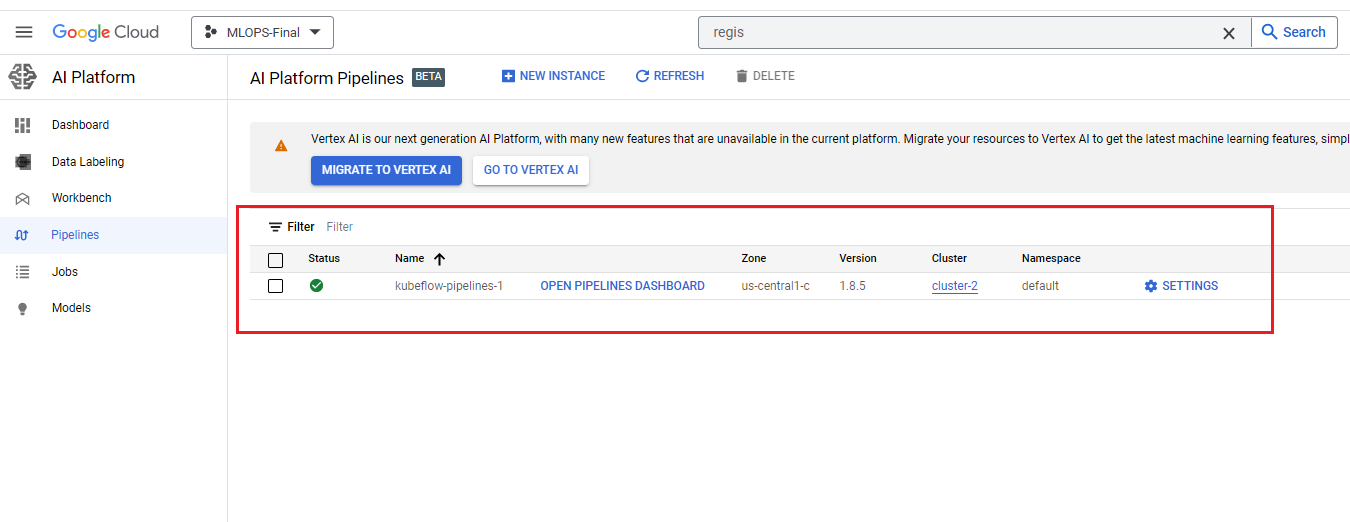 Google Cloud
MLOPS-Final
regis
Search
AI Platform
AI Platform Pipelines BETA
NEW INSTANCE
REFRESH
DELETE
Dashboard
Data Labeling
Workbench
Pipelines
Jobs
Models
Vertex AI is our next generation AI Platform, with many new features that are unavailable in the current platform. Migrate your resources to Vertex AI to get the latest machine learning features, simpl
MIGRATE TO VERTEX AI
GO TO VERTEX AI
Filter Filter
Status Name Zone Version Cluster Namespace
kubeflow-pipelines-1 OPEN PIPELINES DASHBOARD us-central1-c 1.8.5 cluster-2 default SETTINGS